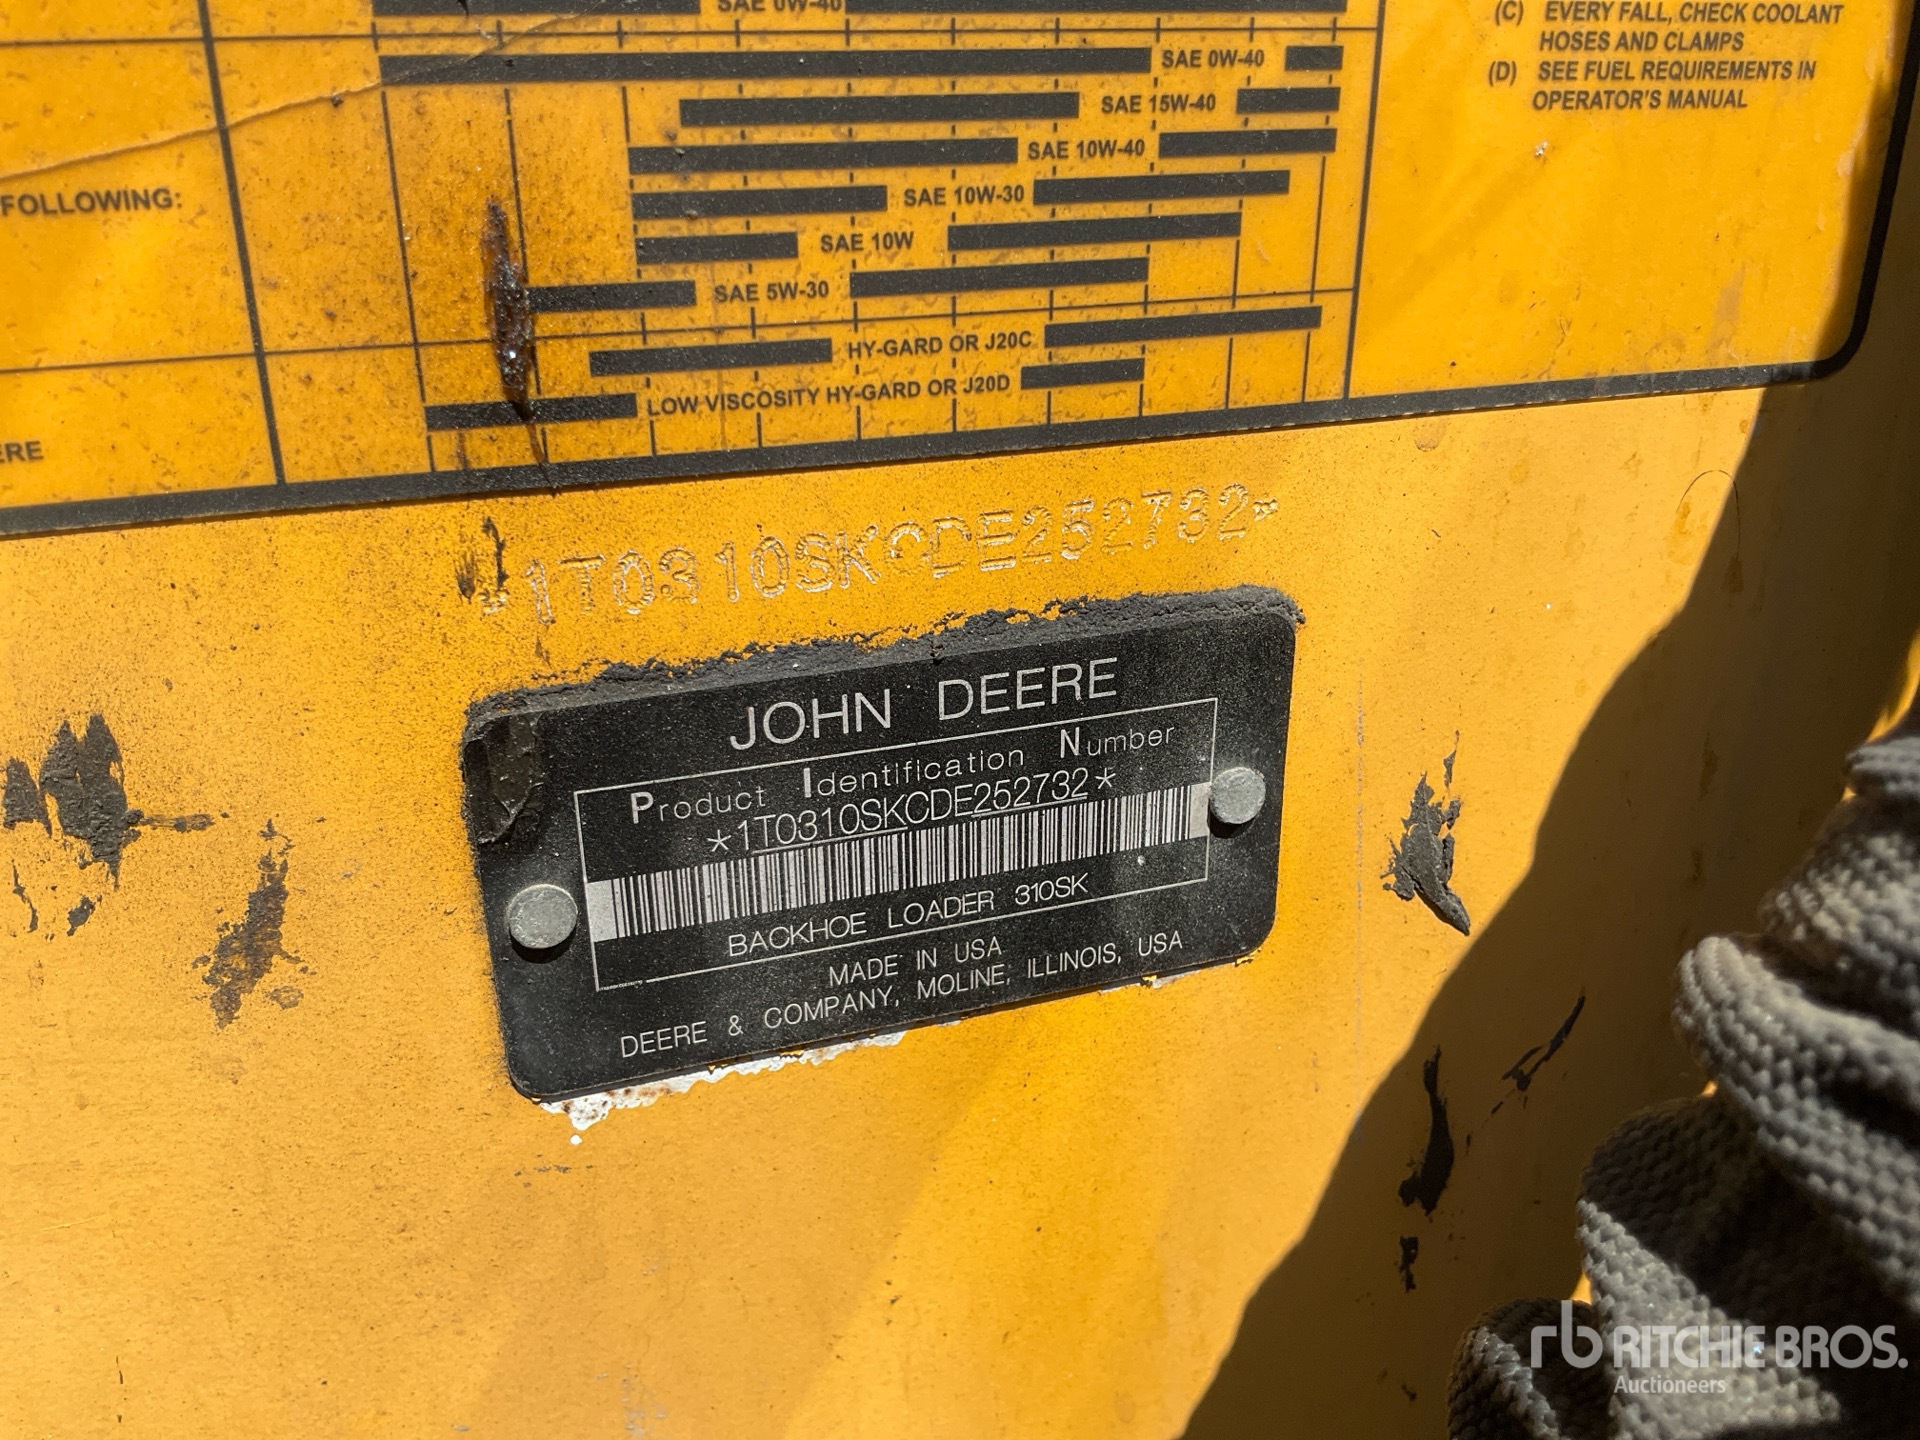 SAE 0W-40
SAE 0W-40
SAE 15W-40
SAE 10W-40
SAE 10W-30
SAE 10W
SAE 5W-30
HY-GARD OR J20C
LOW VISCOSITY HY-GARD OR J20D
(C) EVERY FALL, CHECK COOLANT
HOSES AND CLAMPS
(D) SEE FUEL REQUIREMENTS IN
OPERATOR'S MANUAL
FOLLOWING:
ERE
*1T0310SKCDE252732*
JOHN DEERE
Product Identification Number
*1T0310SKCDE252732*
BACKHOE LOADER 310SK
MADE IN USA
DEERE & COMPANY, MOLINE, ILLINOIS, USA
rb RITCHIE BROS.
Auctioneers